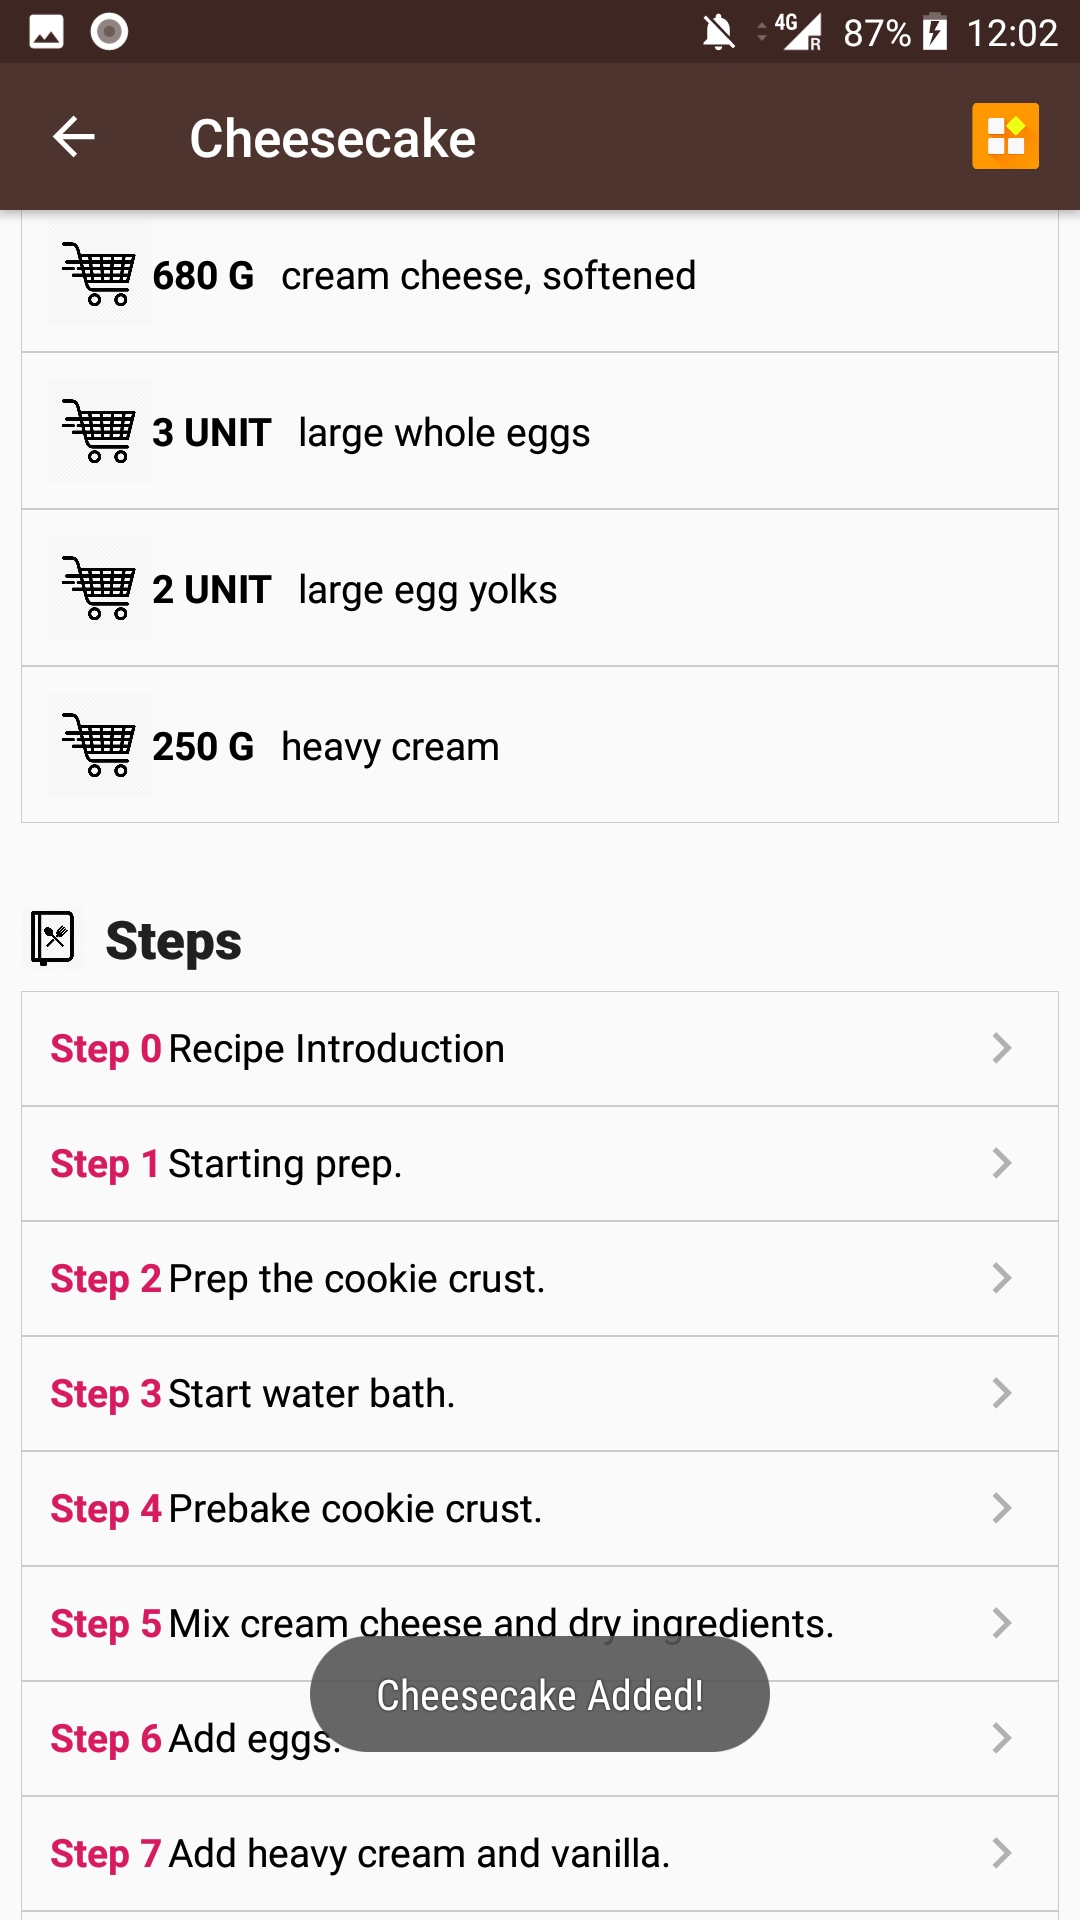 4G R 87% 12:02
Cheesecake
680 G cream cheese, softened
3 UNIT large whole eggs
2 UNIT large egg yolks
250 G heavy cream
Steps
Step 0 Recipe Introduction
Step 1 Starting prep.
Step 2 Prep the cookie crust.
Step 3 Start water bath.
Step 4 Prebake cookie crust.
Step 5 Mix cream cheese and dry ingredients.
Cheesecake Added!
Step 6 Add eggs.
Step 7 Add heavy cream and vanilla.